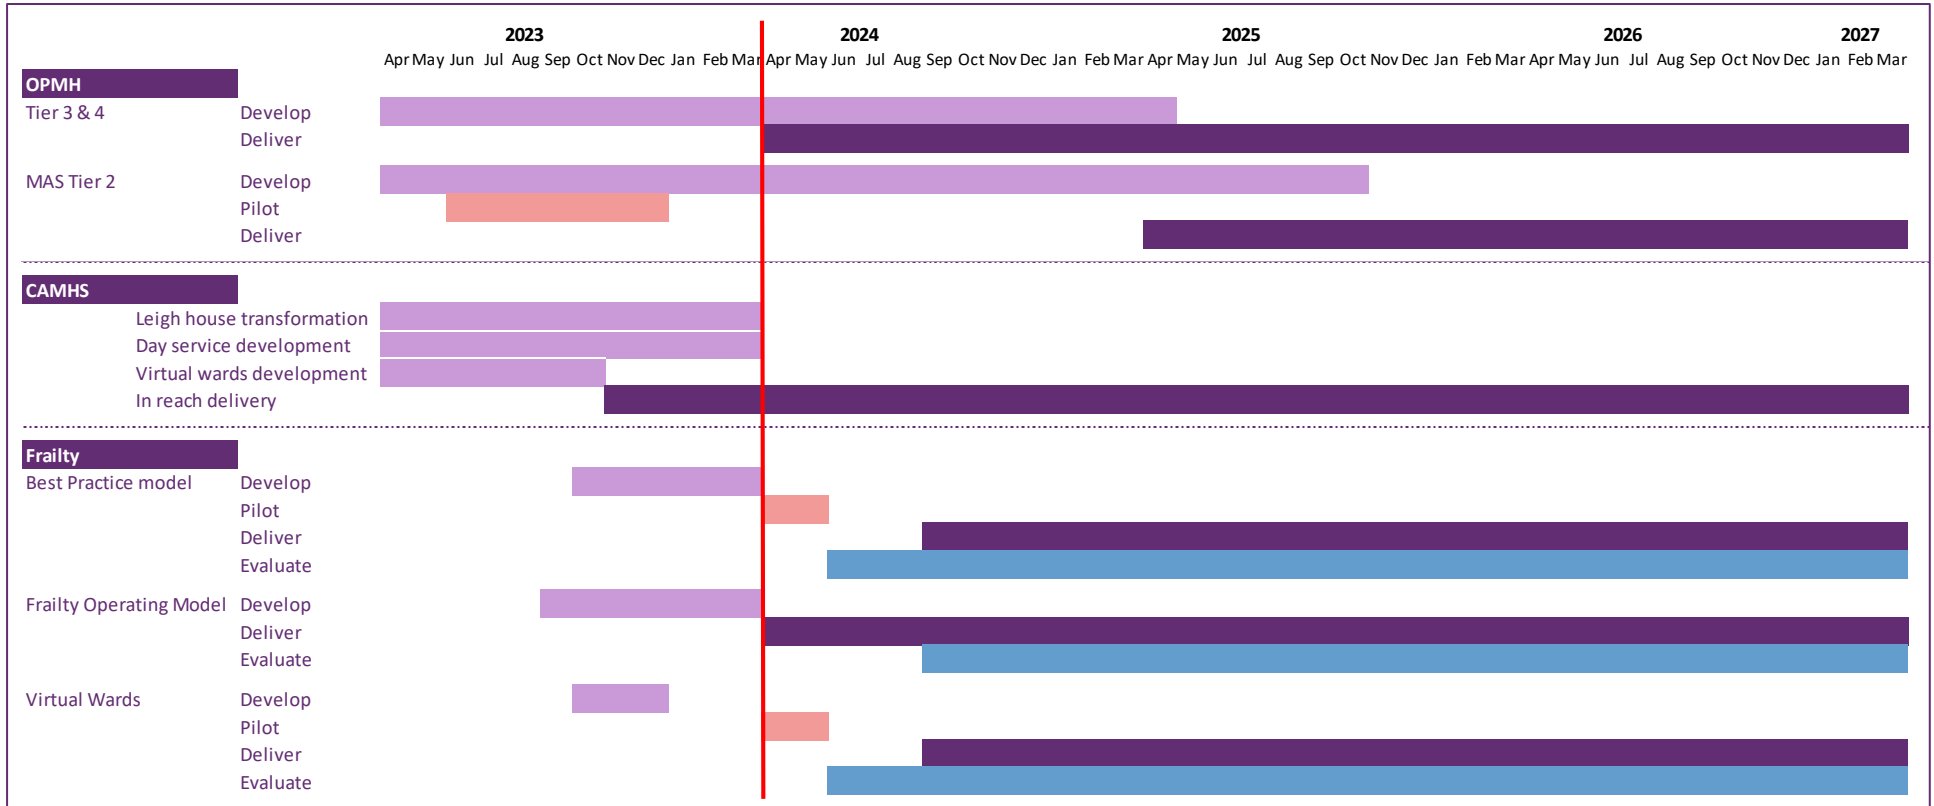 2023 2024 2025 2026 2027
Apr May Jun Jul Aug Sep Oct Nov Dec Jan Feb Mar Apr May Jun Jul Aug Sep Oct Nov Dec Jan Feb Mar Apr May Jun Jul Aug Sep Oct Nov Dec Jan Feb Mar Apr May Jun Jul Aug Sep Oct Nov Dec Jan Feb Mar
OPMH
Tier 3 & 4 Develop
Deliver
MAS Tier 2 Develop
Pilot
Deliver
CAMHS
Leigh house transformation
Day service development
Virtual wards development
In reach delivery
Frailty
Best Practice model Develop
Pilot
Deliver
Evaluate
Frailty Operating Model Develop
Deliver
Evaluate
Virtual Wards Develop
Pilot
Deliver
Evaluate